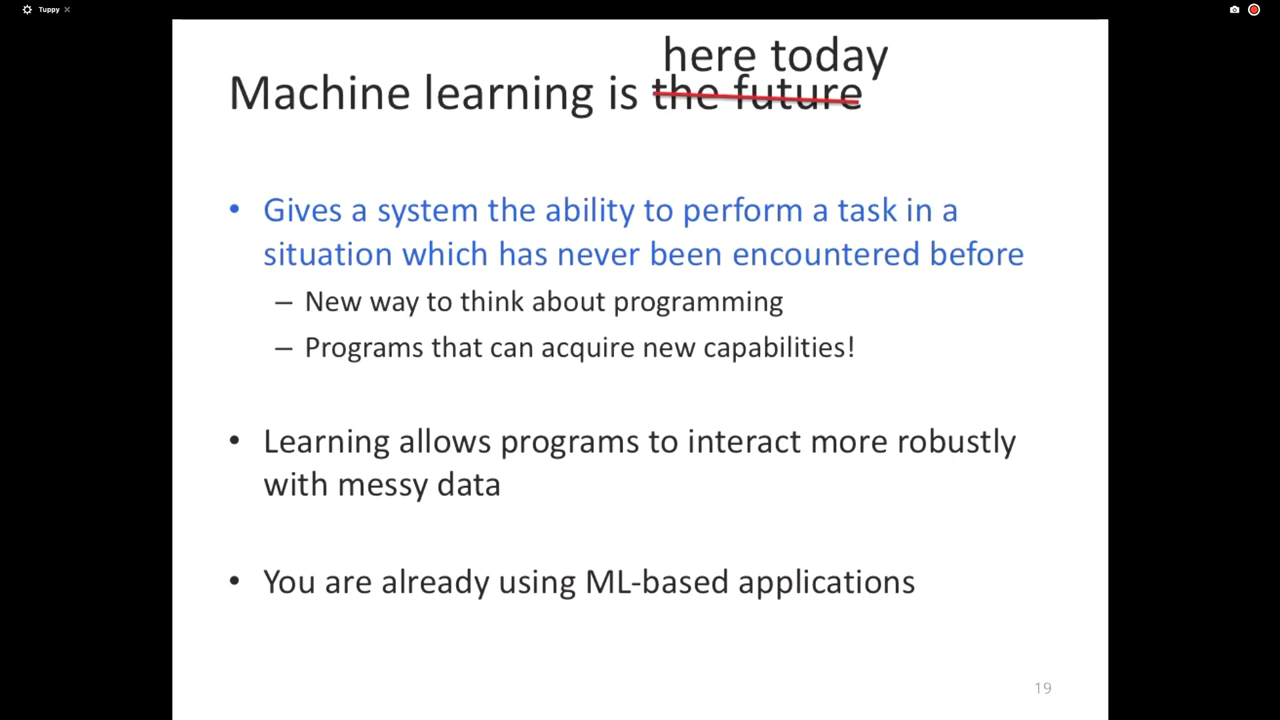 Tuppy
here today
Machine learning is the future
• Gives a system the ability to perform a task in a
situation which has never been encountered before
– New way to think about programming
– Programs that can acquire new capabilities!
• Learning allows programs to interact more robustly
with messy data
• You are already using ML-based applications
19